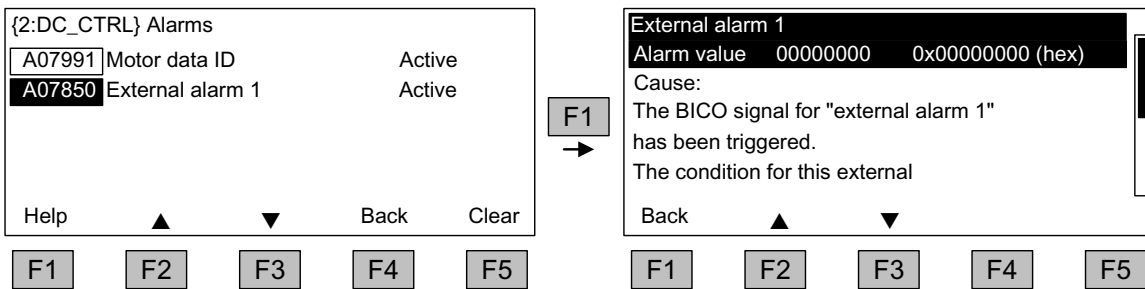 {2:DC_CTRL} Alarms
A07991 Motor data ID Active
A07850 External alarm 1 Active
Help ▲ ▼ Back Clear
F1 F2 F3 F4 F5
F1
→
External alarm 1
Alarm value 00000000 0x00000000 (hex)
Cause:
The BICO signal for "external alarm 1"
has been triggered.
The condition for this external
Back ▲ ▼
F1 F2 F3 F4 F5